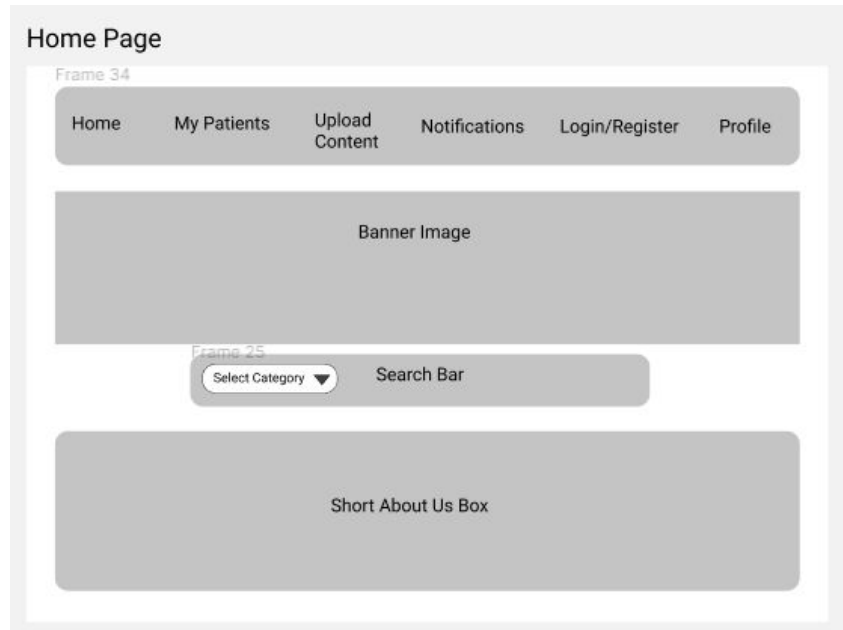 Home Page
Frame 34
Home My Patients Upload Content Notifications Login/Register Profile
Banner Image
Frame 25
Select Category Search Bar
Short About Us Box